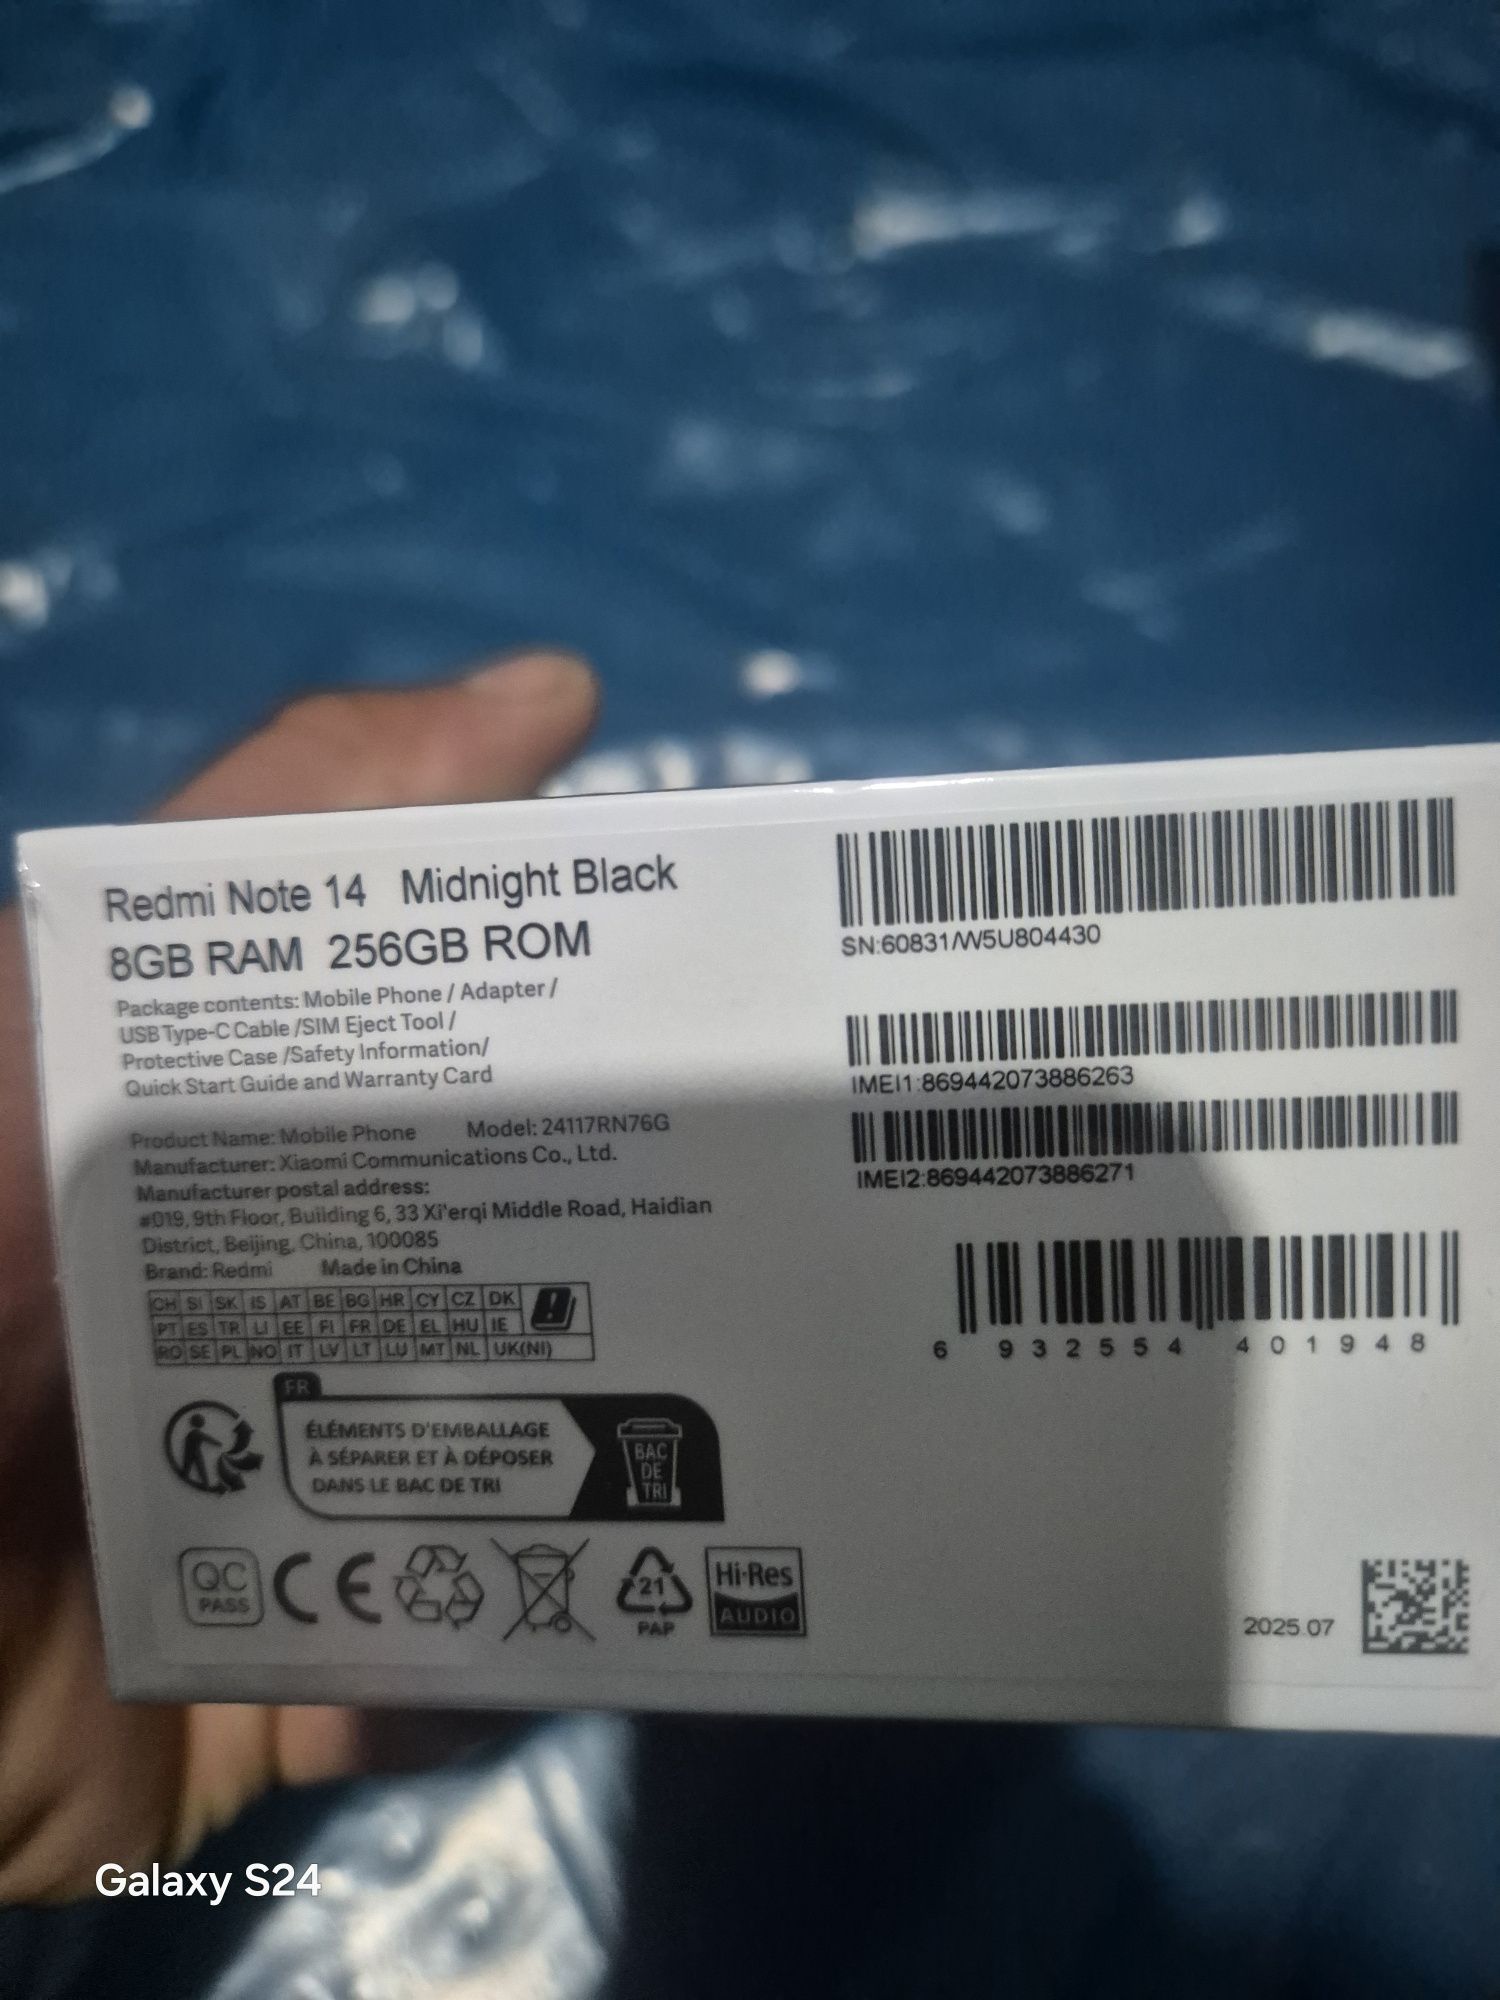 Redmi Note 14 Midnight Black
8GB RAM 256GB ROM
Package contents: Mobile Phone / Adapter /
USB Type-C Cable /SIM Eject Tool /
Protective Case /Safety Information/
Quick Start Guide and Warranty Card
Product Name: Mobile Phone Model: 24117RN76G
Manufacturer: Xiaomi Communications Co., Ltd.
Manufacturer postal address:
#019, 9th Floor, Building 6, 33 Xi'erqi Middle Road, Haidian
District, Beijing, China, 100085
Brand: Redmi Made in China
CH SI SK IS AT BE BG HR CY CZ DK
PT ES TR LI EE FI FR DE EL HU IE
RO SE PL NO IT LV LT LU MT NL UK(NI)
FR
ÉLÉMENTS D'EMBALLAGE
À SÉPARER ET À DÉPOSER
DANS LE BAC DE TRI
BAC
DE
TRI
QC
PASS
CE
21
PAP
Hi-Res
AUDIO
SN:60831/W5U804430
IMEI1:869442073886263
IMEI2:869442073886271
6 932554 401948
2025.07
Galaxy S24